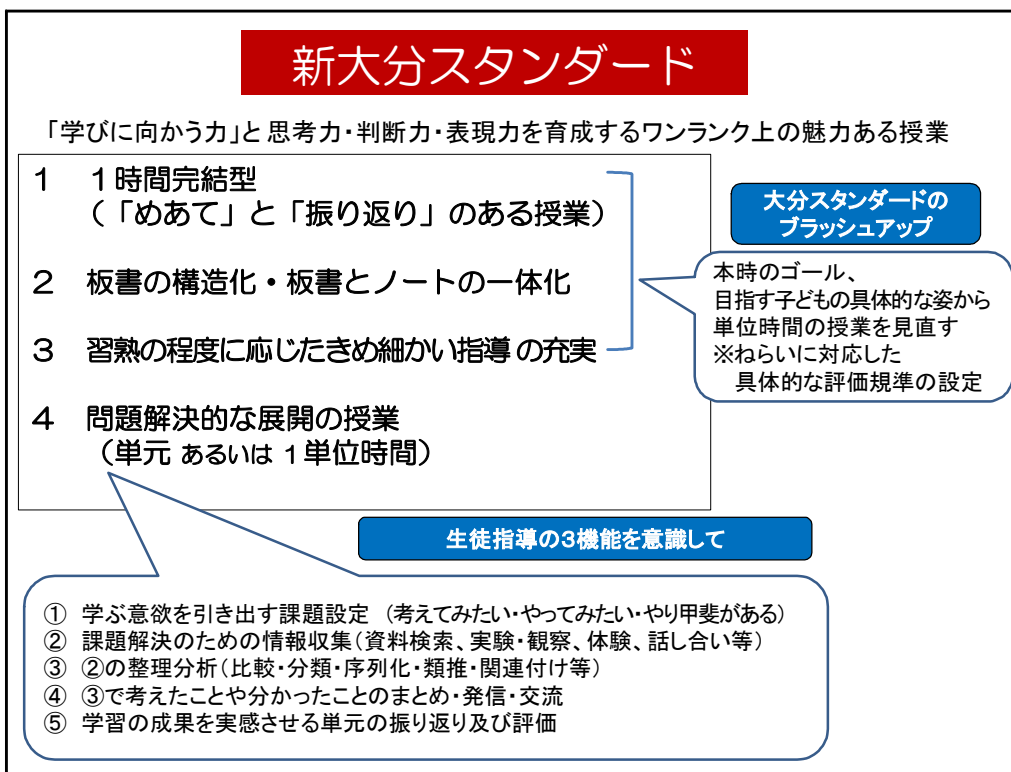 新大分スタンダード
「学びに向かう力」と思考力・判断力・表現力を育成するワンランク上の魅力ある授業
1 1時間完結型
(「めあて」と「振り返り」のある授業)
大分スタンダードの
ブラッシュアップ
本時のゴール、
目指す子どもの具体的な姿から
単位時間の授業を見直す
※ねらいに対応した
具体的な評価規準の設定
2 板書の構造化・板書とノートの一体化
3 習熟の程度に応じたきめ細かい指導の充実
4 問題解決的な展開の授業
(単元 あるいは 1単位時間)
生徒指導の3機能を意識して
① 学ぶ意欲を引き出す課題設定 (考えてみたい・やってみたい・やり甲斐がある)
② 課題解決のための情報収集(資料検索、実験・観察、体験、話し合い等)
③ ②の整理分析(比較・分類・序列化・類推・関連付け等)
④ ③で考えたことや分かったことのまとめ・発信・交流
⑤ 学習の成果を実感させる単元の振り返り及び評価